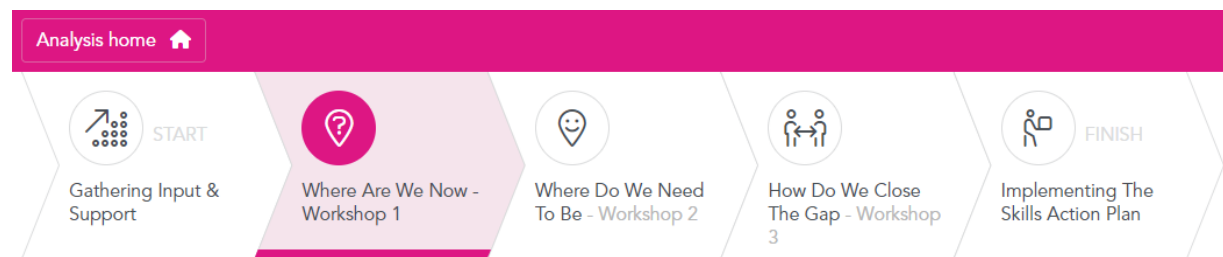 Analysis home
START
Gathering Input &
Support
Where Are We Now -
Workshop 1
Where Do We Need
To Be - Workshop 2
How Do We Close
The Gap - Workshop
3
FINISH
Implementing The
Skills Action Plan